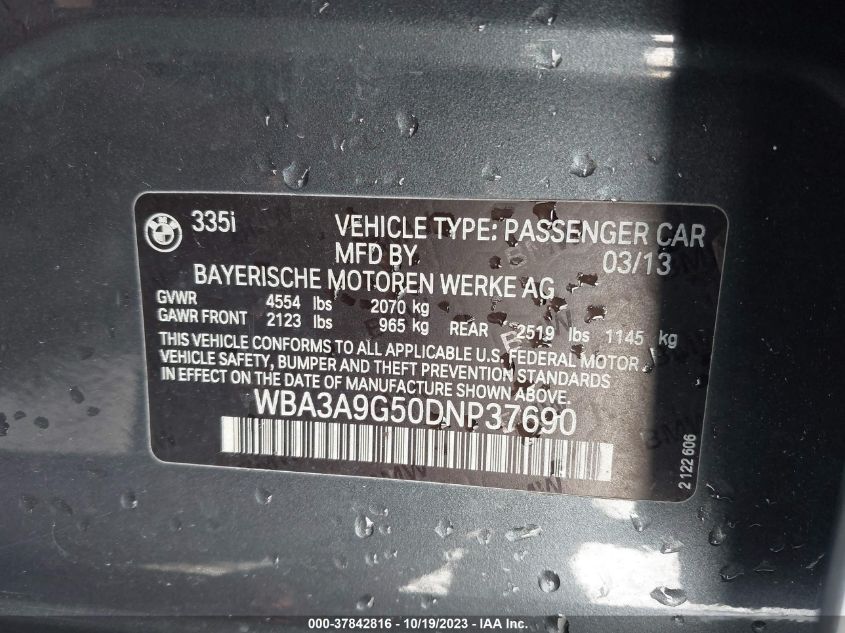 335i
VEHICLE TYPE: PASSENGER CAR
MFD BY
03/13
BAYERISCHE MOTOREN WERKE AG
GVWR 4554 lbs 2070 kg
GAWR FRONT 2123 lbs 965 kg REAR 2519 lbs 1145 kg
THIS VEHICLE CONFORMS TO ALL APPLICABLE U.S. FEDERAL MOTOR
VEHICLE SAFETY, BUMPER AND THEFT PREVENTION STANDARDS
IN EFFECT ON THE DATE OF MANUFACTURE SHOWN ABOVE.
WBA3A9G50DNP37690
2 122 606
000-37842816 - 10/19/2023 - IAA Inc.